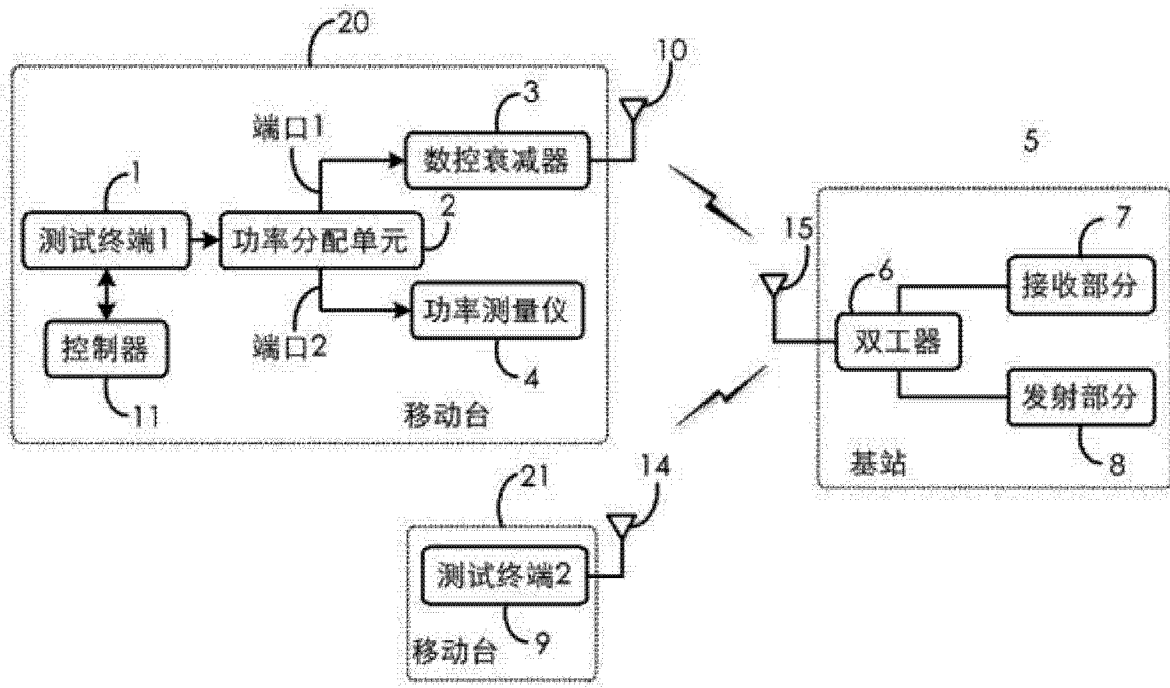 20
10
3
端口1
数控衰减器
5
1
2
测试终端1
功率分配单元
15
7
6
接收部分
控制器
端口2
功率测量仪
双工器
11
4
移动台
发射部分
基站
8
21
14
测试终端2
移动台
9